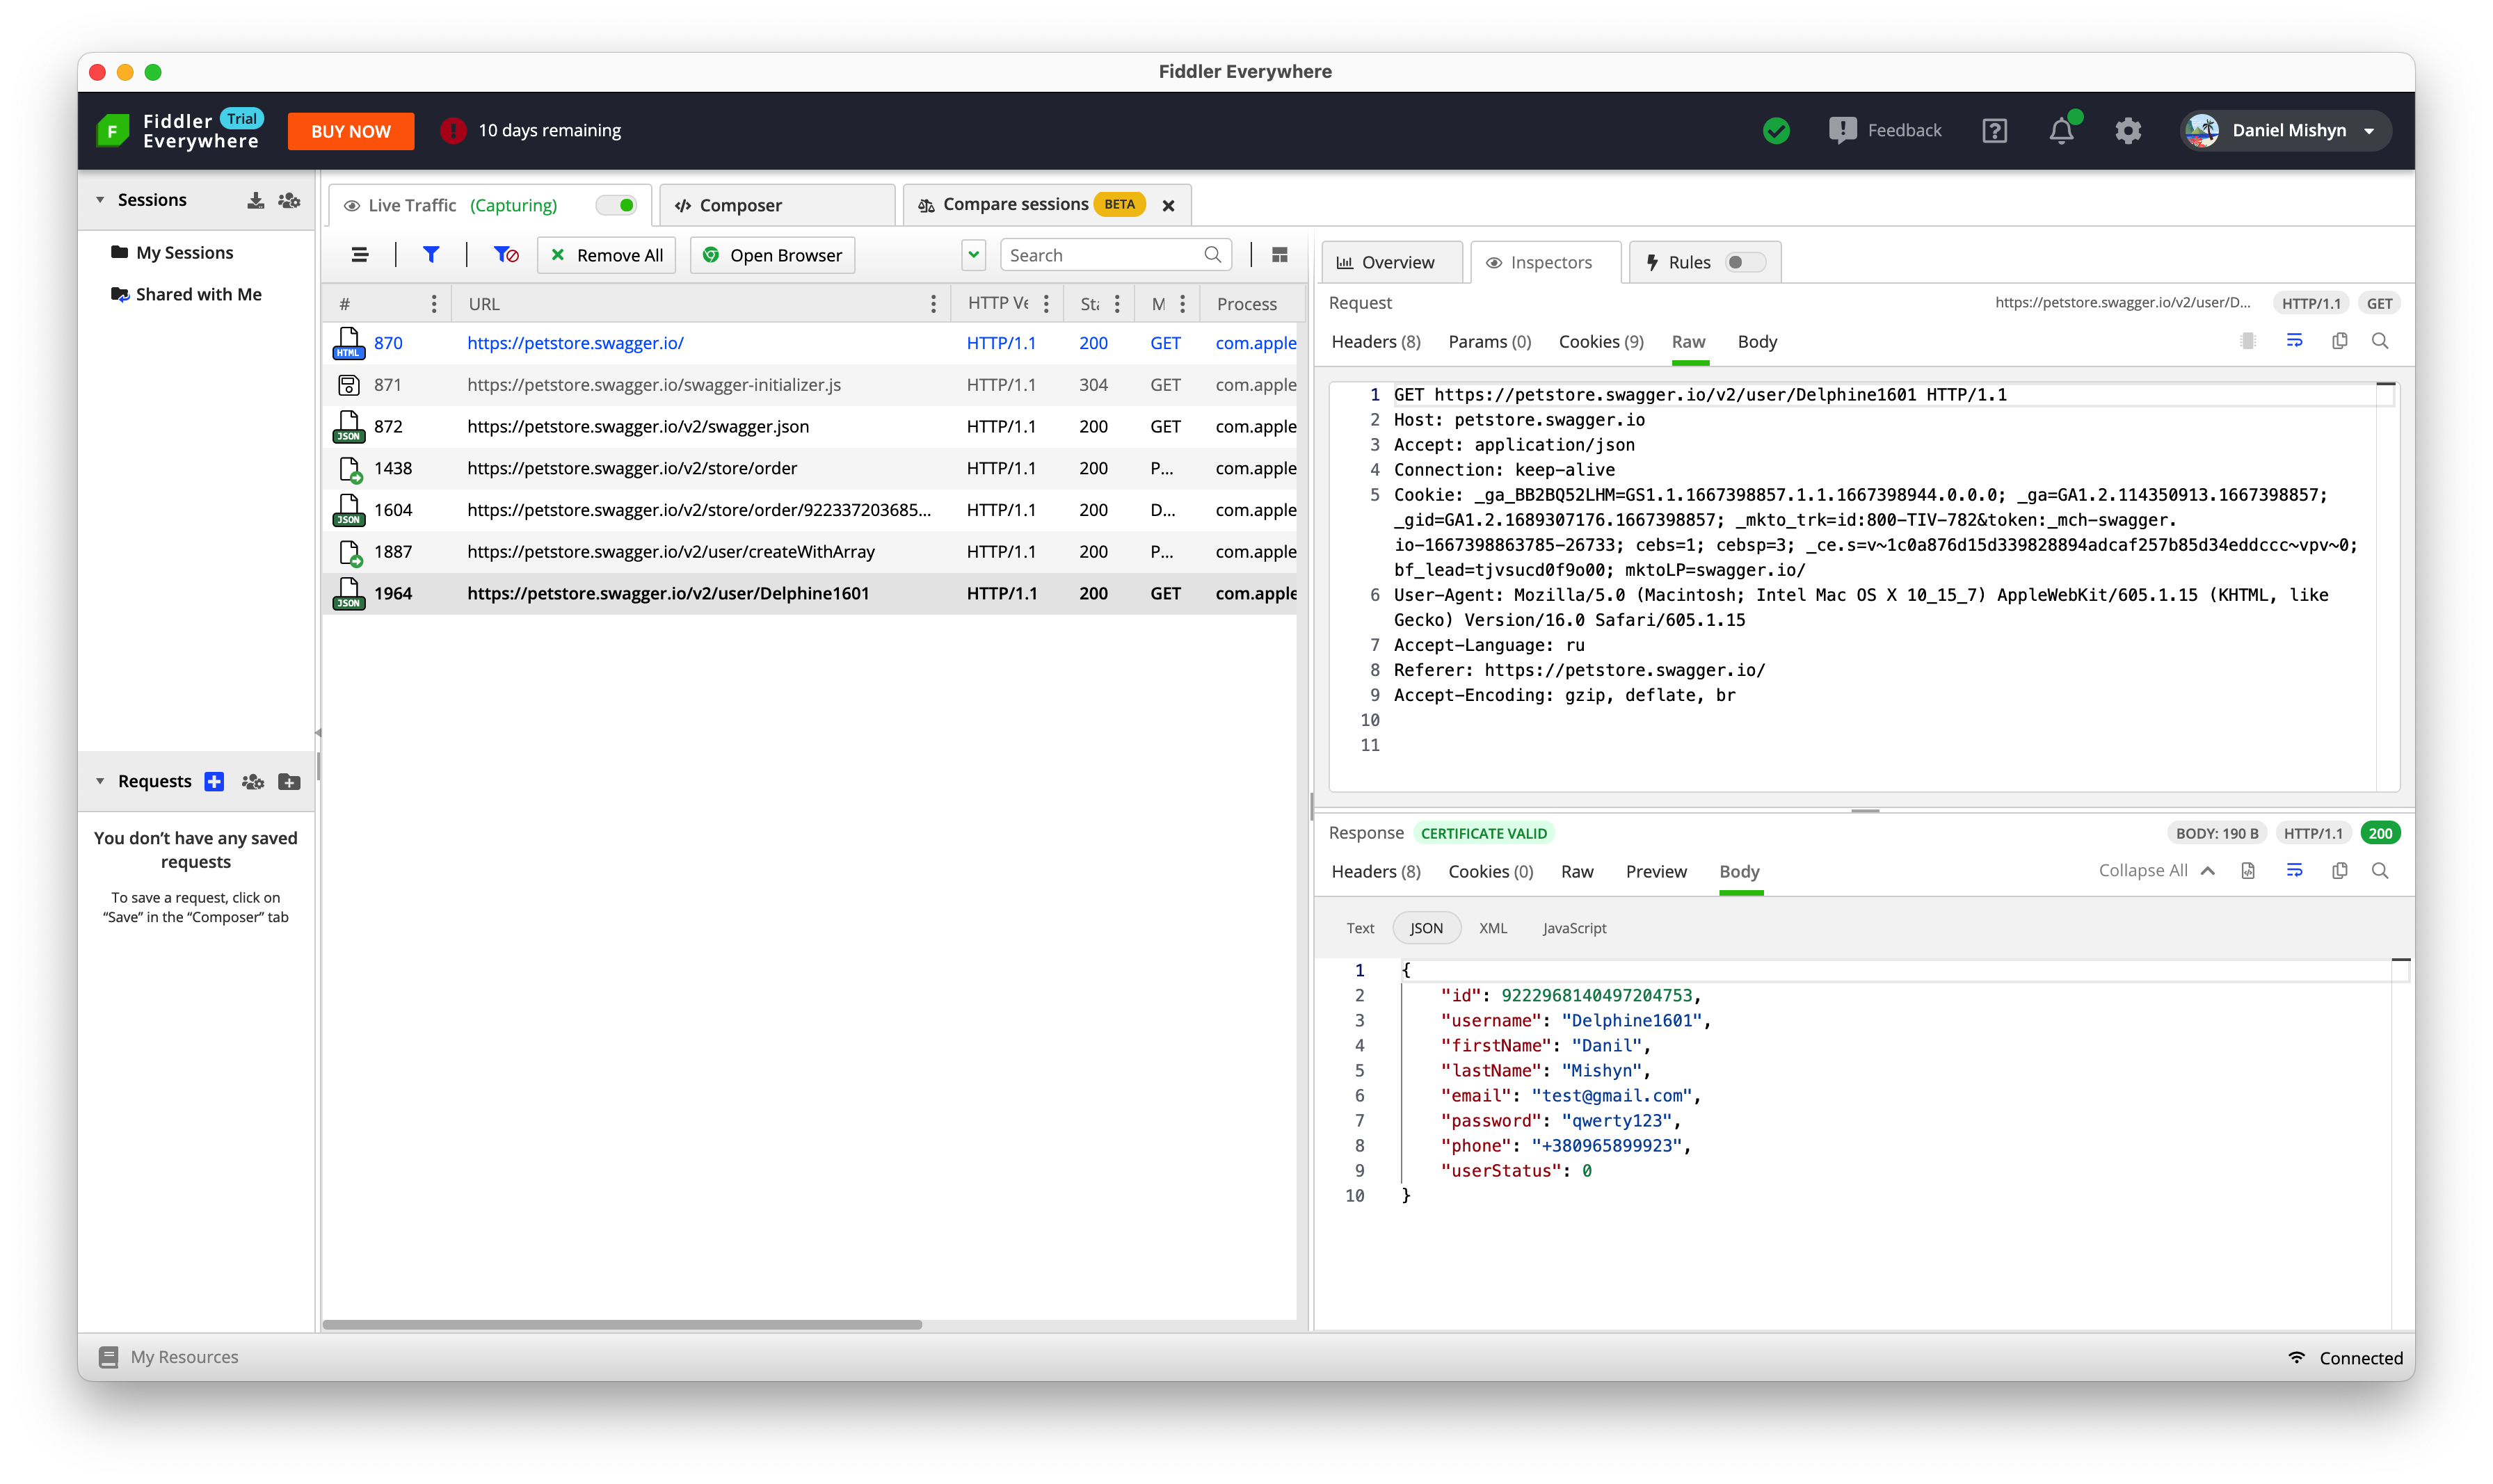 Fiddler Everywhere
Fiddler Everywhere Trial
BUY NOW
10 days remaining
Feedback
Daniel Mishyn
Sessions
My Sessions
Shared with Me
Live Traffic (Capturing)
Composer
Compare sessions BETA
Remove All
Open Browser
Search
# URL HTTP Ve Sta M Process
HTML 870 https://petstore.swagger.io/ HTTP/1.1 200 GET com.apple
871 https://petstore.swagger.io/swagger-initializer.js HTTP/1.1 304 GET com.apple
JSON 872 https://petstore.swagger.io/v2/swagger.json HTTP/1.1 200 GET com.apple
1438 https://petstore.swagger.io/v2/store/order HTTP/1.1 200 P... com.apple
JSON 1604 https://petstore.swagger.io/v2/store/order/922337203685... HTTP/1.1 200 D... com.apple
1887 https://petstore.swagger.io/v2/user/createWithArray HTTP/1.1 200 P... com.apple
JSON 1964 https://petstore.swagger.io/v2/user/Delphine1601 HTTP/1.1 200 GET com.apple
Requests
You don’t have any saved
requests
To save a request, click on
“Save” in the “Composer” tab
Overview
Inspectors
Rules
Request https://petstore.swagger.io/v2/user/D... HTTP/1.1 GET
Headers (8) Params (0) Cookies (9) Raw Body
1 GET https://petstore.swagger.io/v2/user/Delphine1601 HTTP/1.1
2 Host: petstore.swagger.io
3 Accept: application/json
4 Connection: keep-alive
5 Cookie: _ga_BB2BQ52LHM=GS1.1.1667398857.1.1.1667398944.0.0.0; _ga=GA1.2.114350913.1667398857;
_gid=GA1.2.1689307176.1667398857; _mkto_trk=id:800-TIV-782&token:_mch-swagger.
io-1667398863785-26733; cebs=1; cebsp=3; _ce.s=v~1c0a876d15d339828894adcaf257b85d34eddccc~vpv~0;
bf_lead=tjvsucd0f9o00; mktoLP=swagger.io/
6 User-Agent: Mozilla/5.0 (Macintosh; Intel Mac OS X 10_15_7) AppleWebKit/605.1.15 (KHTML, like
Gecko) Version/16.0 Safari/605.1.15
7 Accept-Language: ru
8 Referer: https://petstore.swagger.io/
9 Accept-Encoding: gzip, deflate, br
10
11
Response CERTIFICATE VALID BODY: 190 B HTTP/1.1 200
Headers (8) Cookies (0) Raw Preview Body Collapse All
Text JSON XML JavaScript
1 {
2 "id": 9222968140497204753,
3 "username": "Delphine1601",
4 "firstName": "Danil",
5 "lastName": "Mishyn",
6 "email": "test@gmail.com",
7 "password": "qwerty123",
8 "phone": "+380965899923",
9 "userStatus": 0
10 }
My Resources
Connected